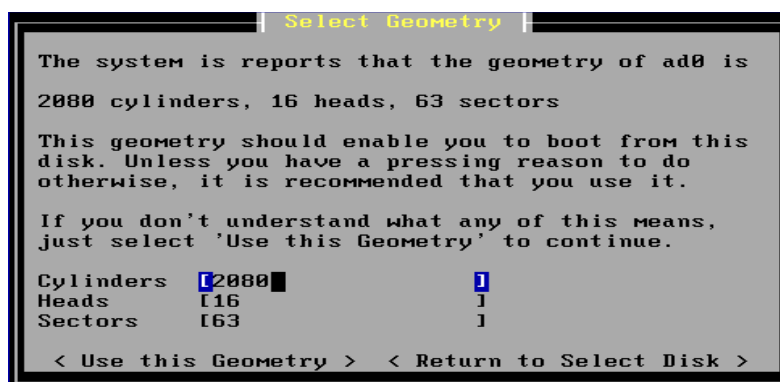 Select Geometry
The system is reports that the geometry of ad0 is
2080 cylinders, 16 heads, 63 sectors
This geometry should enable you to boot from this
disk. Unless you have a pressing reason to do
otherwise, it is recommended that you use it.
If you don't understand what any of this means,
just select 'Use this Geometry' to continue.
Cylinders [2080 ]
Heads [16 ]
Sectors [63 ]
< Use this Geometry > < Return to Select Disk >